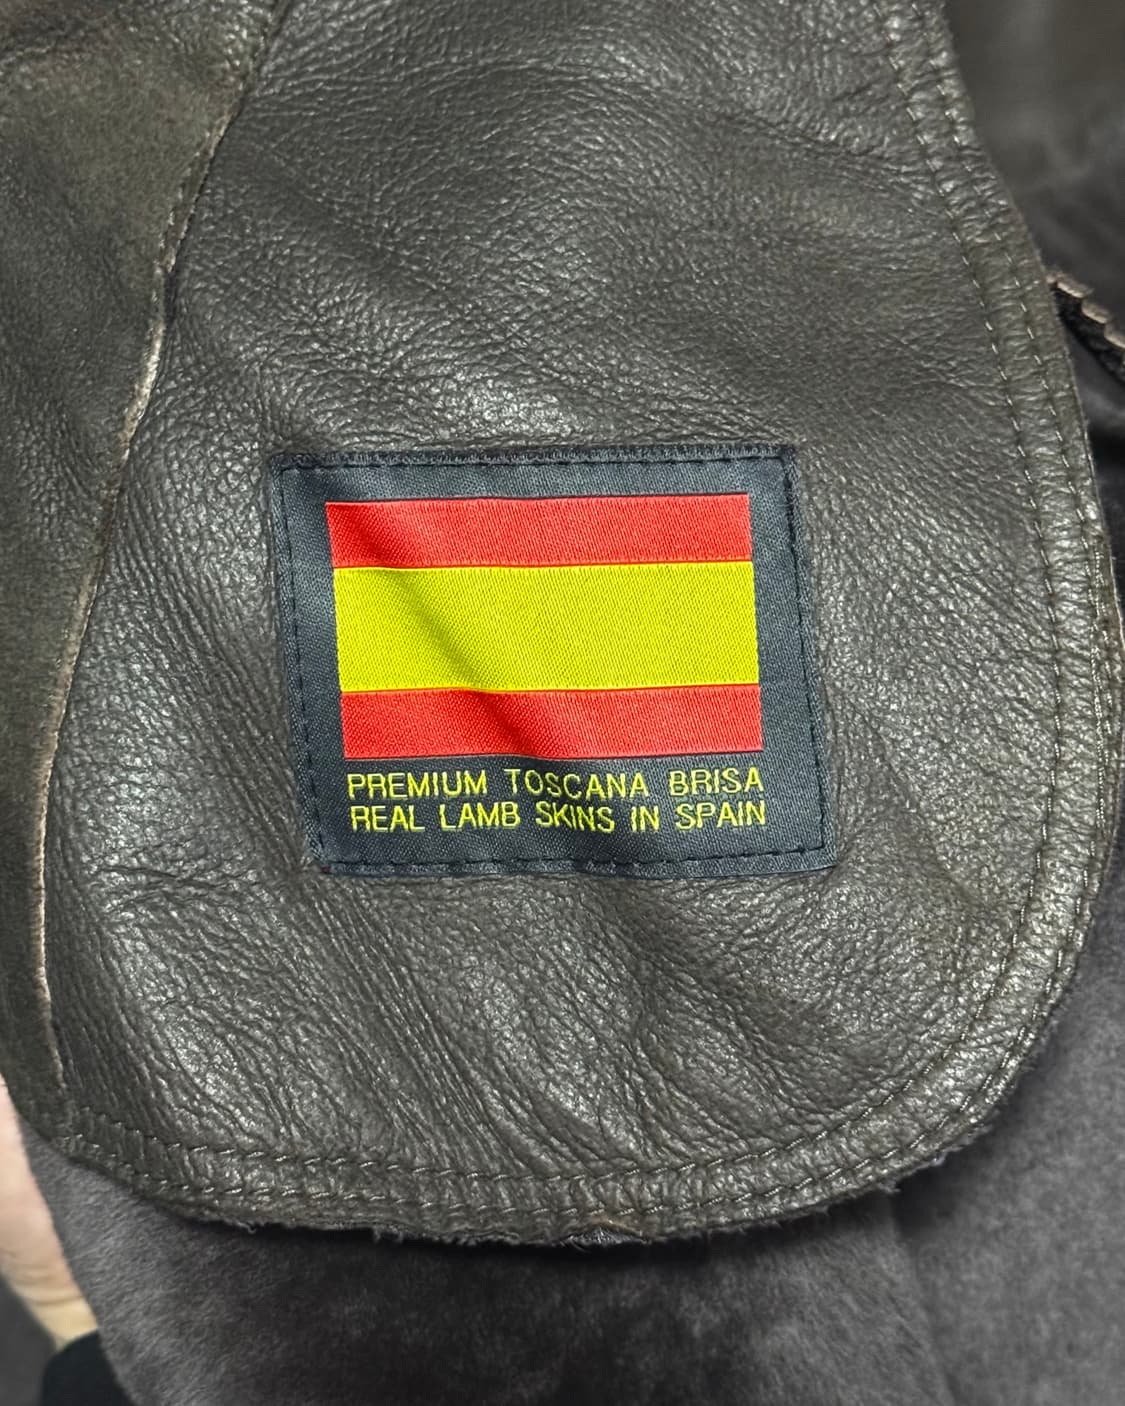 PREMIUM TOSCANA BRISA
REAL LAMB SKINS IN SPAIN